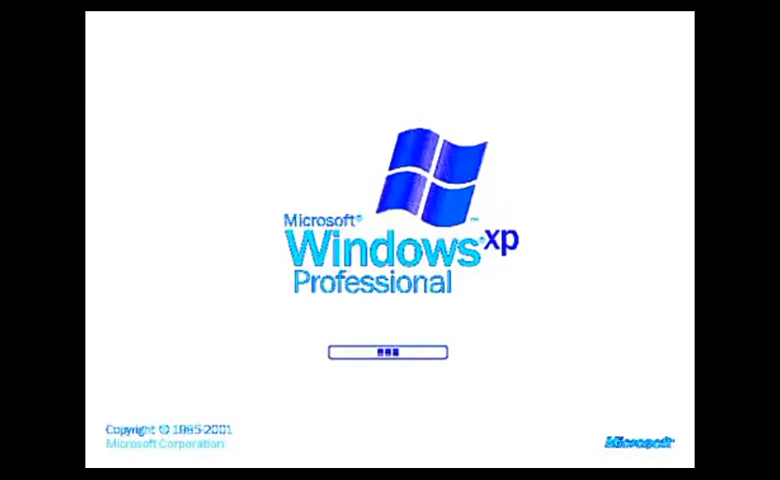 Microsoft®
Windows® xp
Professional
Copyright © 1985-2001
Microsoft Corporation
Microsoft